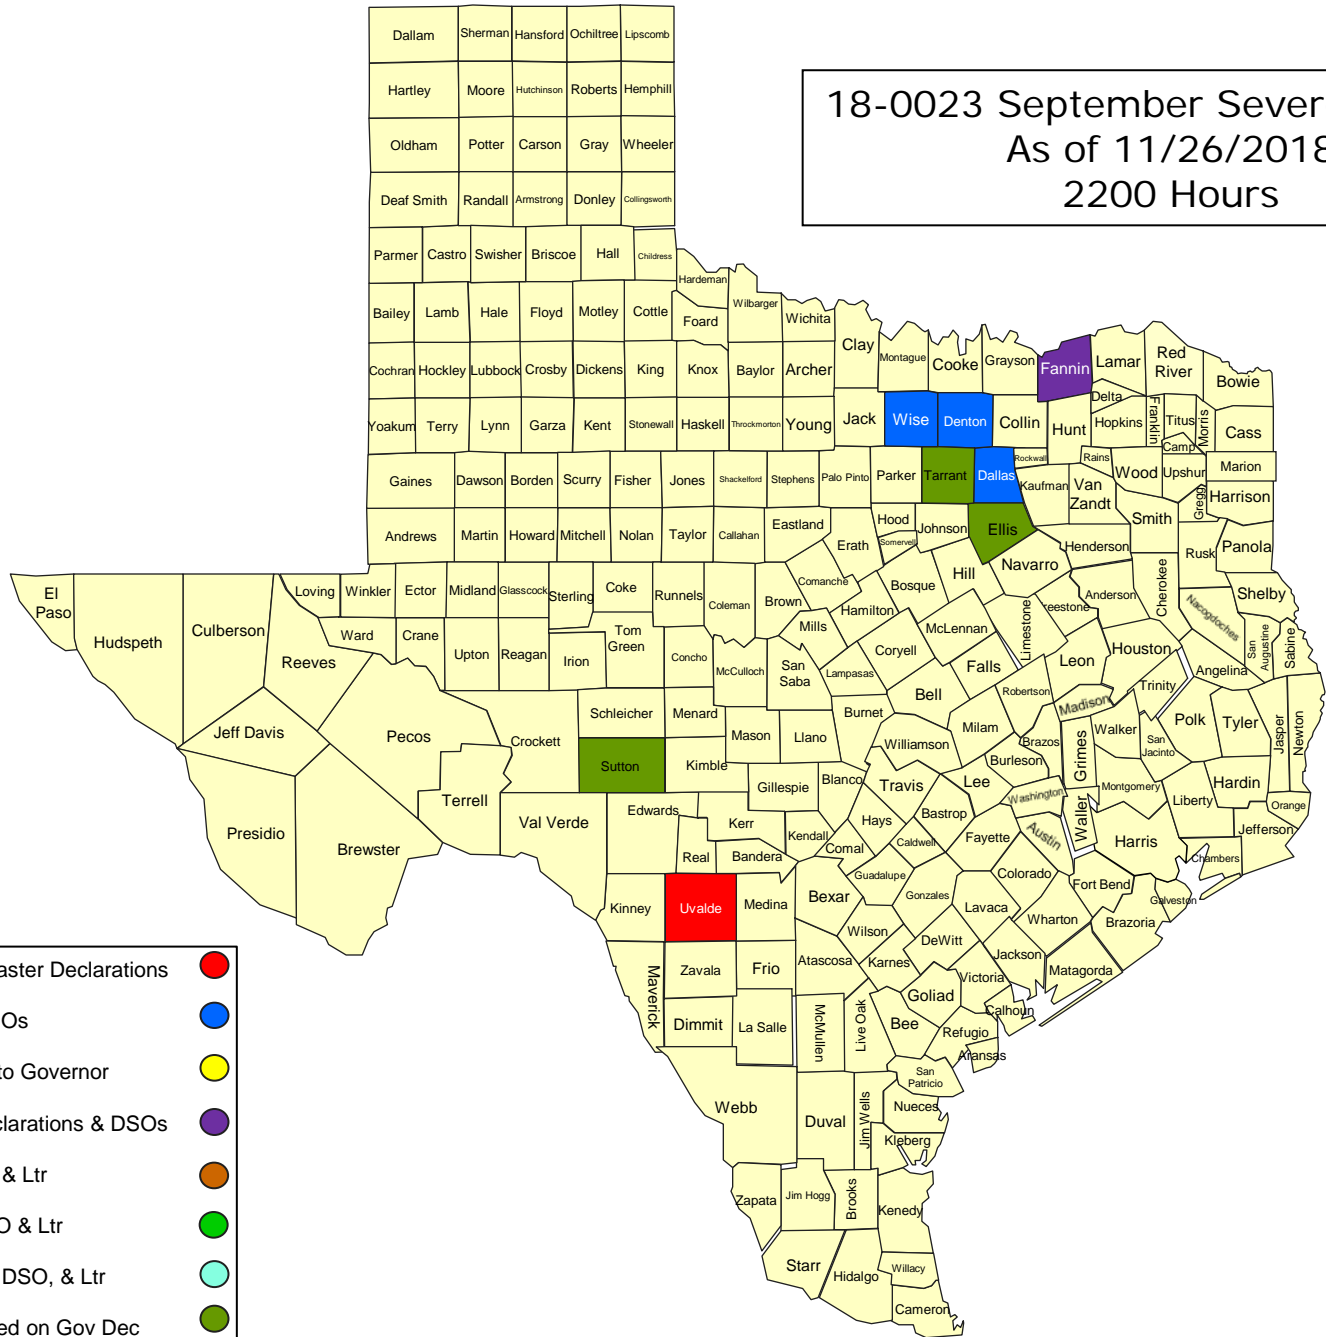 Dallam Sherman Hansford Ochiltree Lipscomb
Hartley Moore Hutchinson Roberts Hemphill
18-0023 September Sever
As of 11/26/2018
2200 Hours
Oldham Potter Carson Gray Wheeler
Deaf Smith Randall Armstrong Donley Collingsworth
Parmer Castro Swisher Briscoe Hall Childress
Hardeman
Bailey Lamb Hale Floyd Motley Cottle Foard Wilbarger Wichita
Clay Montague Cooke Grayson Fannin Lamar Red River Bowie
Cochran Hockley Lubbock Crosby Dickens King Knox Baylor Archer
Delta
Yoakum Terry Lynn Garza Kent Stonewall Haskell Throckmorton Young Jack Wise Denton Collin Hunt Hopkins Franklin Titus Morris Cass
Camp
Rockwall Rains
Gaines Dawson Borden Scurry Fisher Jones Shackelford Stephens Palo Pinto Parker Tarrant Dallas Kaufman Van Zandt Wood Upshur Marion
Gregg Harrison
Andrews Martin Howard Mitchell Nolan Taylor Callahan Eastland Erath Hood Somervell Johnson Ellis Henderson Smith Rusk Panola
El Paso Hudspeth Culberson Loving Winkler Ector Midland Glasscock Sterling Coke Runnels Coleman Brown Comanche Hamilton Bosque Hill Navarro Freestone Anderson Cherokee Nacogdoches Shelby
Reeves Ward Crane Upton Reagan Irion Tom Green Concho McCulloch San Saba Mills Lampasas Coryell McLennan Limestone Falls Leon Houston Angelina San Augustine Sabine
Jeff Davis Pecos Crockett Schleicher Menard Mason Llano Burnet Bell Milam Robertson Madison Trinity Polk Tyler Jasper Newton
Presidio Brewster Terrell Val Verde Sutton Kimble Gillespie Blanco Williamson Travis Lee Burleson Brazos Grimes Walker San Jacinto
Edwards Kerr Kendall Hays Comal Caldwell Bastrop Fayette Washington Austin Waller Montgomery Liberty Hardin Orange
Real Bandera Guadalupe Gonzales Lavaca Colorado Harris Chambers Jefferson
Kinney Uvalde Medina Bexar Wilson DeWitt Wharton Fort Bend Brazoria Galveston
Maverick Zavala Frio Atascosa Karnes Victoria Jackson Matagorda
Dimmit La Salle McMullen Live Oak Bee Goliad Refugio Calhoun
Aransas
San Patricio
Webb Duval Jim Wells Nueces
Kleberg
Zapata Jim Hogg Brooks Kenedy
Starr Hidalgo Willacy
Cameron
aster Declarations
Os
to Governor
clarations & DSOs
& Ltr
O & Ltr
DSO, & Ltr
ed on Gov Dec